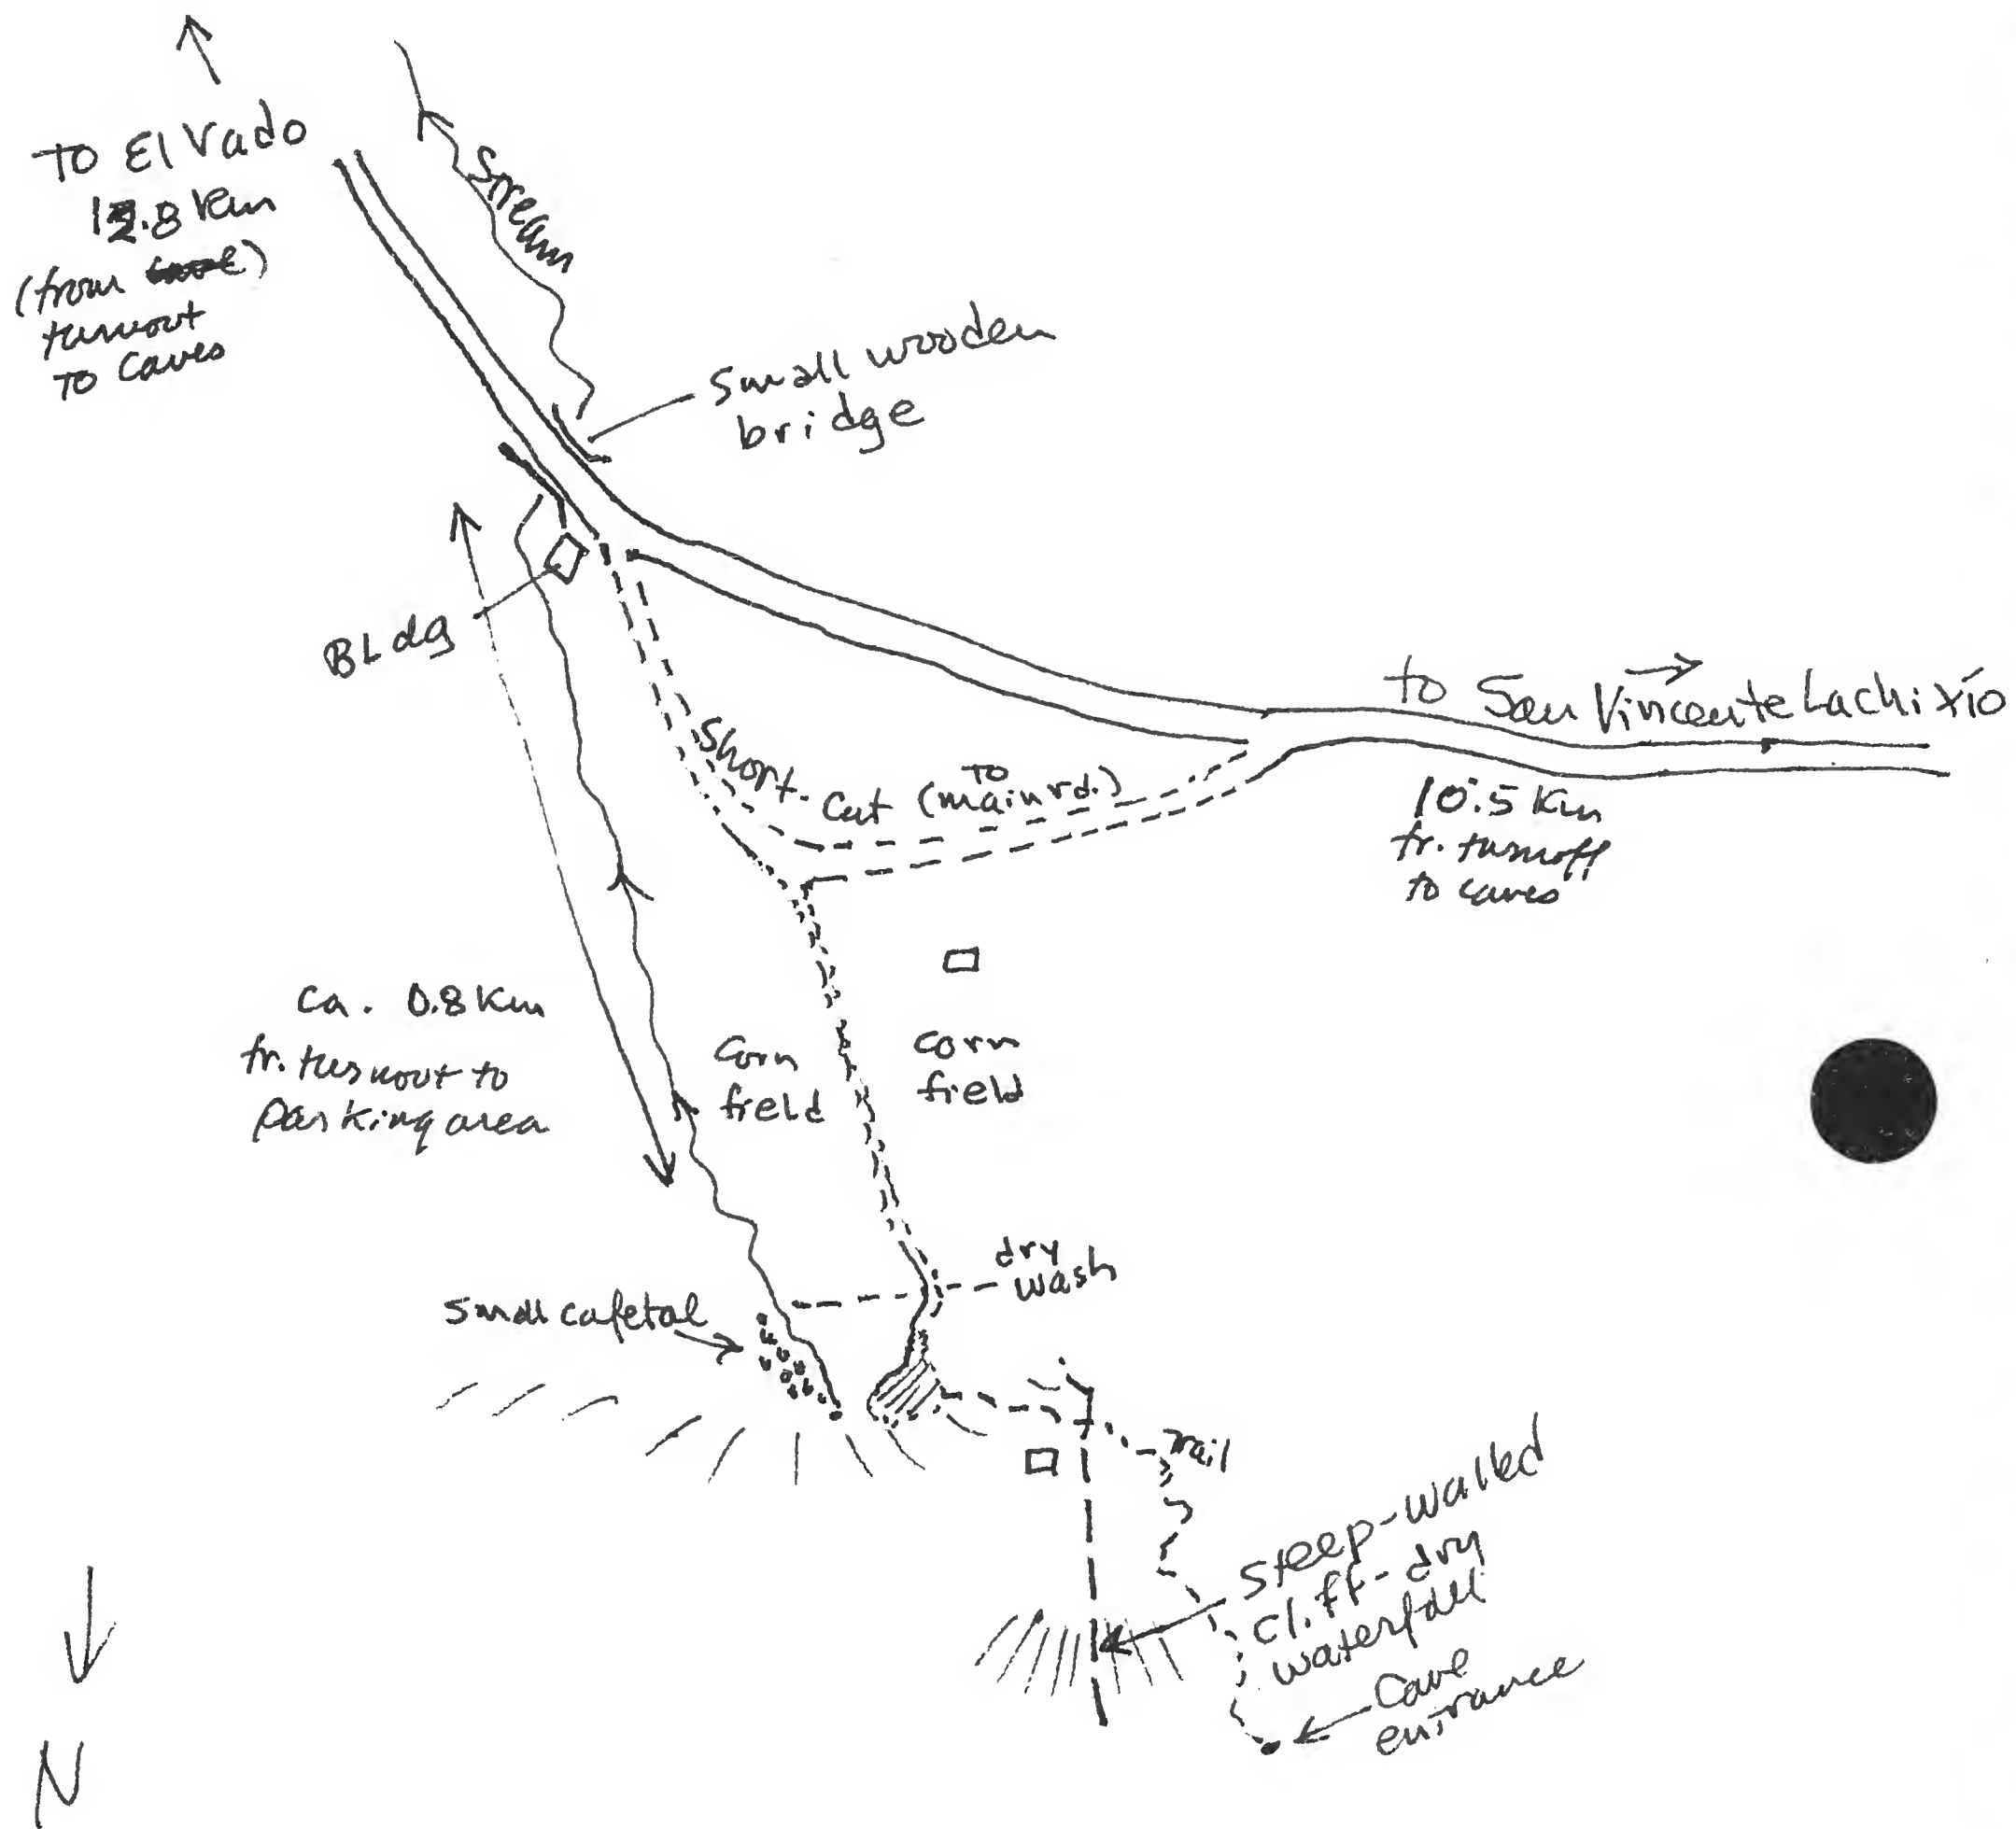 TO El Vado
12.8 Km
(from
turnout
TO Caves
Stream
Small wooden
bridge
BLdg
to San Vincente Lachixío
10.5 Km
fr. turnoff
to caves
Short-Cut (TO main rd.)
ca. 0.8 Km
fr. turnout to
parking area
Corn
field
corn
field
dry
wash
small cafetal
Trail
Steep-walled
cliff-dry
waterfall
Cave
entrance
N